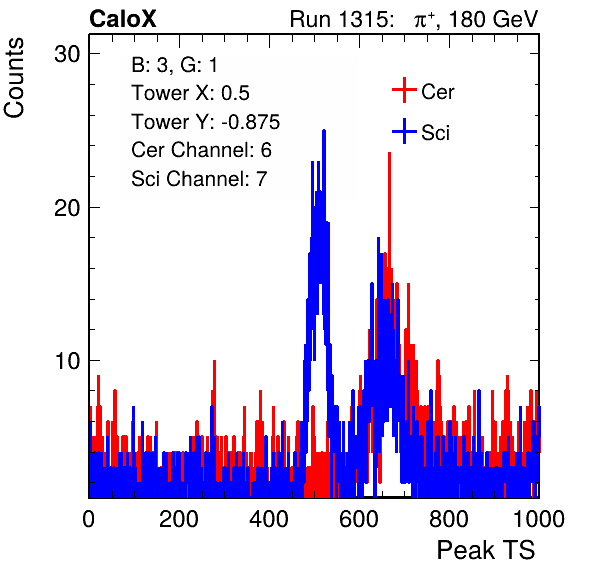 CaloX Run 1315: π⁺, 180 GeV
Counts
30
20
10
B: 3, G: 1
Tower X: 0.5
Tower Y: -0.875
Cer Channel: 6
Sci Channel: 7
Cer
Sci
0 200 400 600 800 1000
Peak TS